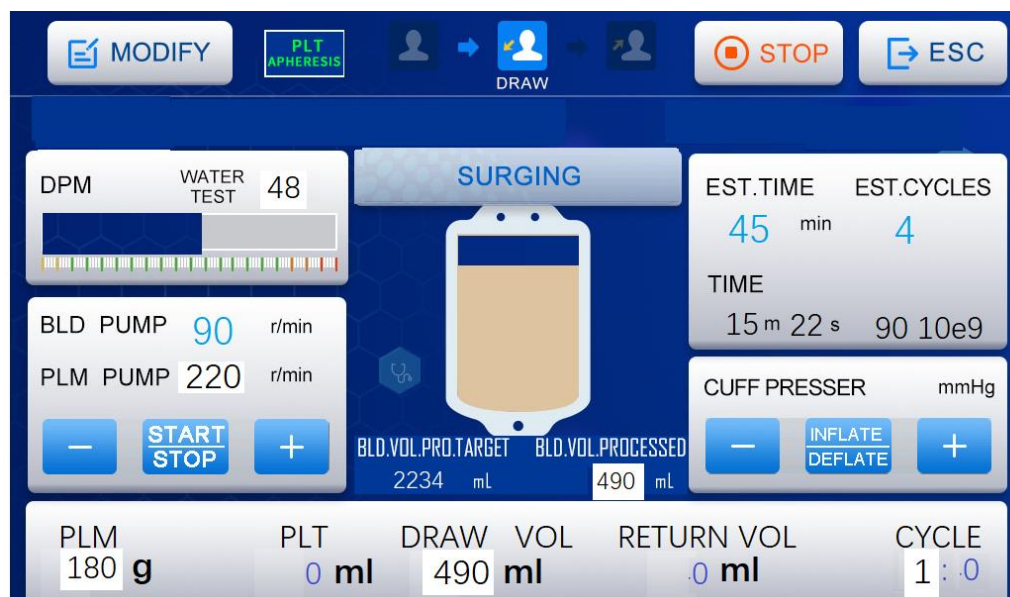 MODIFY
PLT
APHERESIS
DRAW
STOP
ESC
DPM
WATER
TEST
48
SURGING
EST.TIME EST.CYCLES
45 min 4
TIME
15 m 22 s 90 10e9
BLD PUMP 90 r/min
PLM PUMP 220 r/min
−
START
STOP
+
BLD.VOL.PRO.TARGET BLD.VOL.PROCESSED
2234 mL 490 mL
CUFF PRESSER mmHg
−
INFLATE
DEFLATE
+
PLM PLT DRAW VOL RETURN VOL CYCLE
180 g 0 ml 490 ml 0 ml 1 : 0